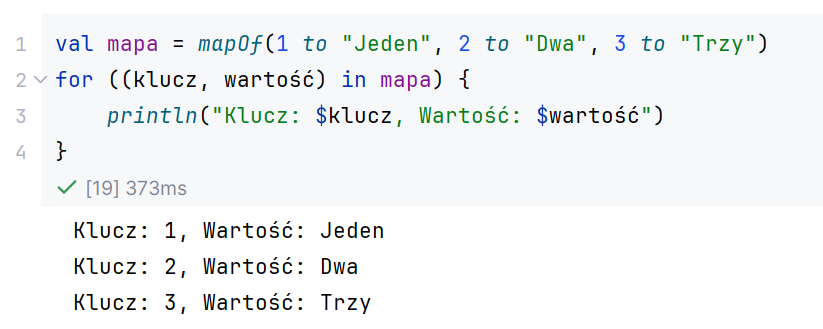 1 val mapa = mapOf(1 to "Jeden", 2 to "Dwa", 3 to "Trzy")
2 for ((klucz, wartość) in mapa) {
3 println("Klucz: $klucz, Wartość: $wartość")
4 }
[19] 373ms
Klucz: 1, Wartość: Jeden
Klucz: 2, Wartość: Dwa
Klucz: 3, Wartość: Trzy